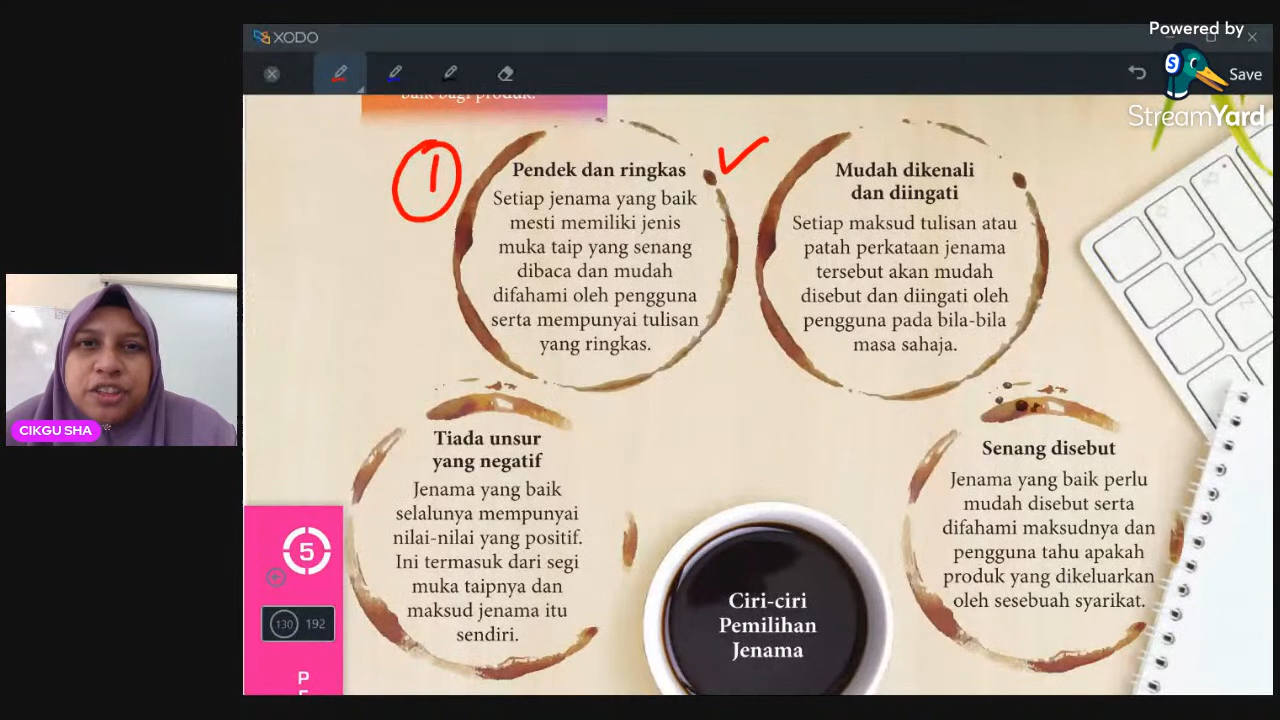 Powered by
StreamYard
XODO
Save
baik bagi produk.
1
Pendek dan ringkas
Setiap jenama yang baik
mesti memiliki jenis
muka taip yang senang
dibaca dan mudah
difahami oleh pengguna
serta mempunyai tulisan
yang ringkas.
Mudah dikenali
dan diingati
Setiap maksud tulisan atau
patah perkataan jenama
tersebut akan mudah
disebut dan diingati oleh
pengguna pada bila-bila
masa sahaja.
CIKGU SHA
Tiada unsur
yang negatif
Jenama yang baik
selalunya mempunyai
nilai-nilai yang positif.
Ini termasuk dari segi
muka taipnya dan
maksud jenama itu
sendiri.
Senang disebut
Jenama yang baik perlu
mudah disebut serta
difahami maksudnya dan
pengguna tahu apakah
produk yang dikeluarkan
oleh sesebuah syarikat.
Ciri-ciri
Pemilihan
Jenama
5
130 192
P